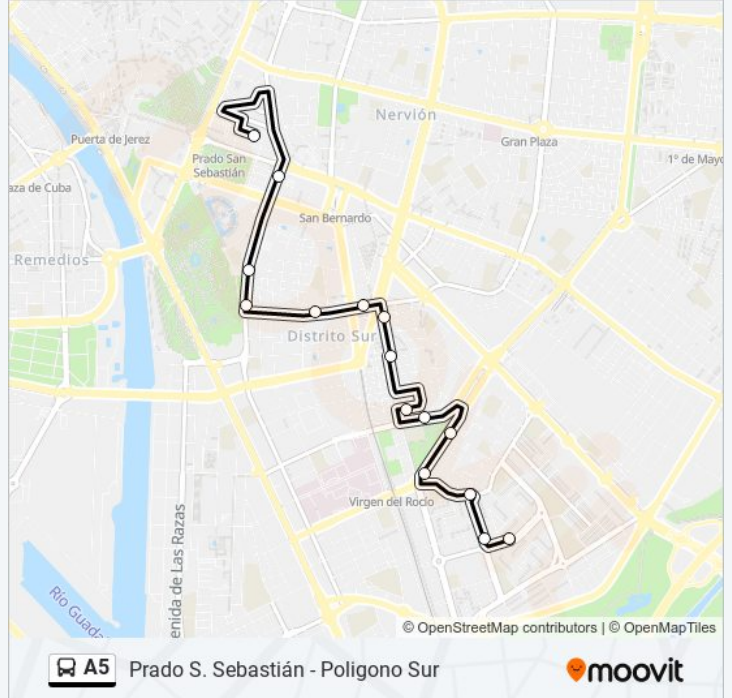 Nervión
Puerta de Jerez
Gran Plaza
Prado San
Sebastián
1° de Mayo
aza de Cuba
San Bernardo
Remedios
Distrito Sur
Virgen del Rocío
enida de Las Razas
Río Guada
© OpenStreetMap contributors | © OpenMapTiles
A5 Prado S. Sebastián - Poligono Sur
moovit